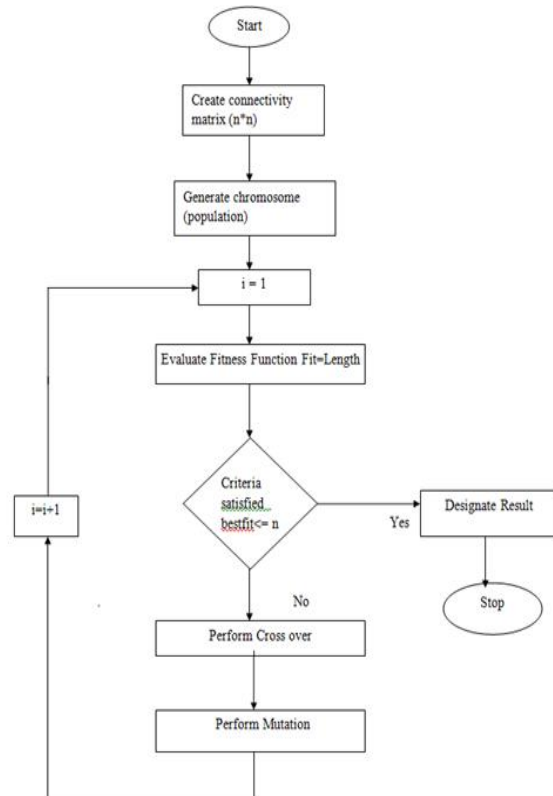 Start
Create connectivity
matrix (n*n)
Generate chromosome
(population)
i = 1
Evaluate Fitness Function Fit=Length
Criteria
satisfied
bestfit<= n
Yes
Designate Result
Stop
i=i+1
No
Perform Cross over
Perform Mutation